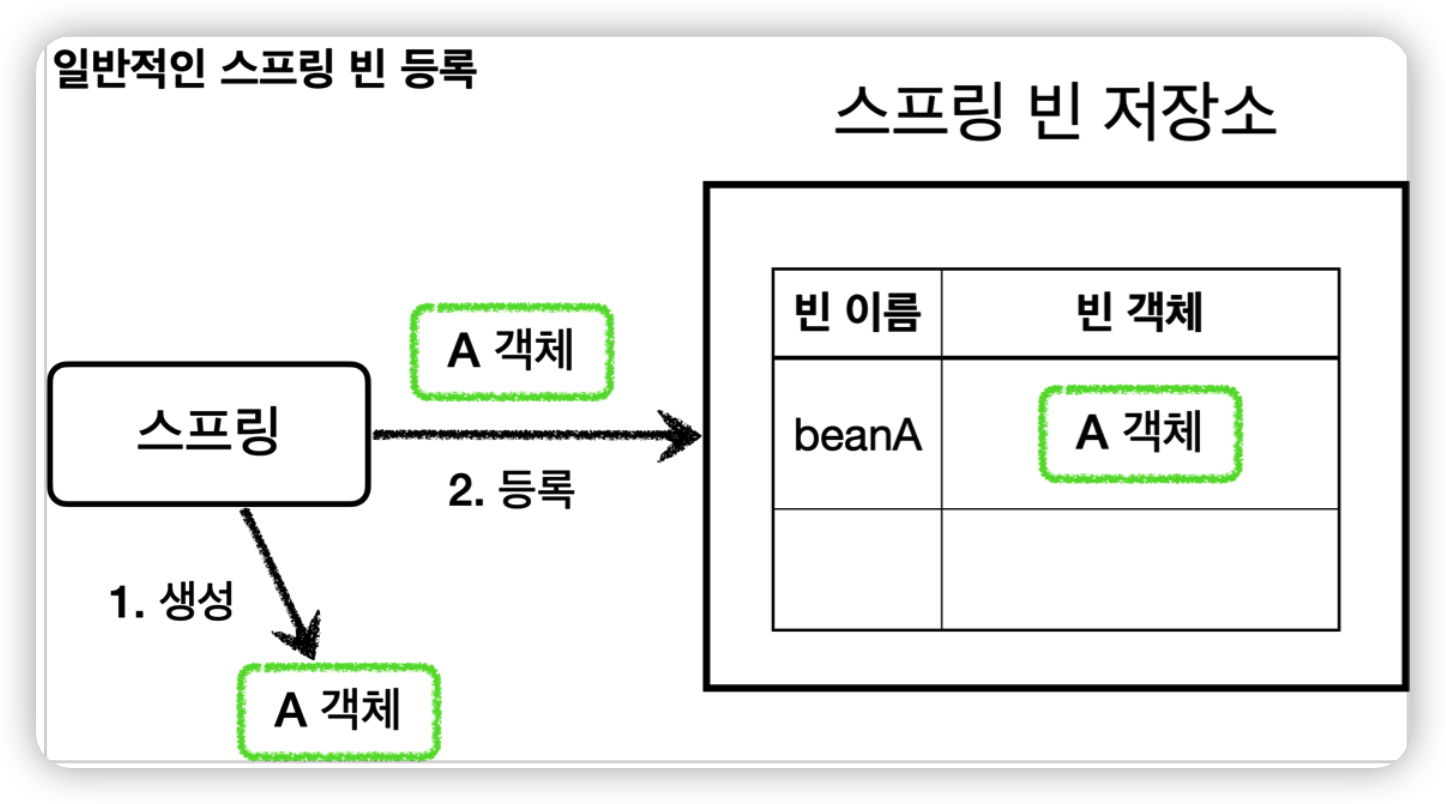 일반적인 스프링 빈 등록
스프링 빈 저장소
빈 이름 빈 객체
A 객체
스프링
beanA A 객체
2. 등록
1. 생성
A 객체